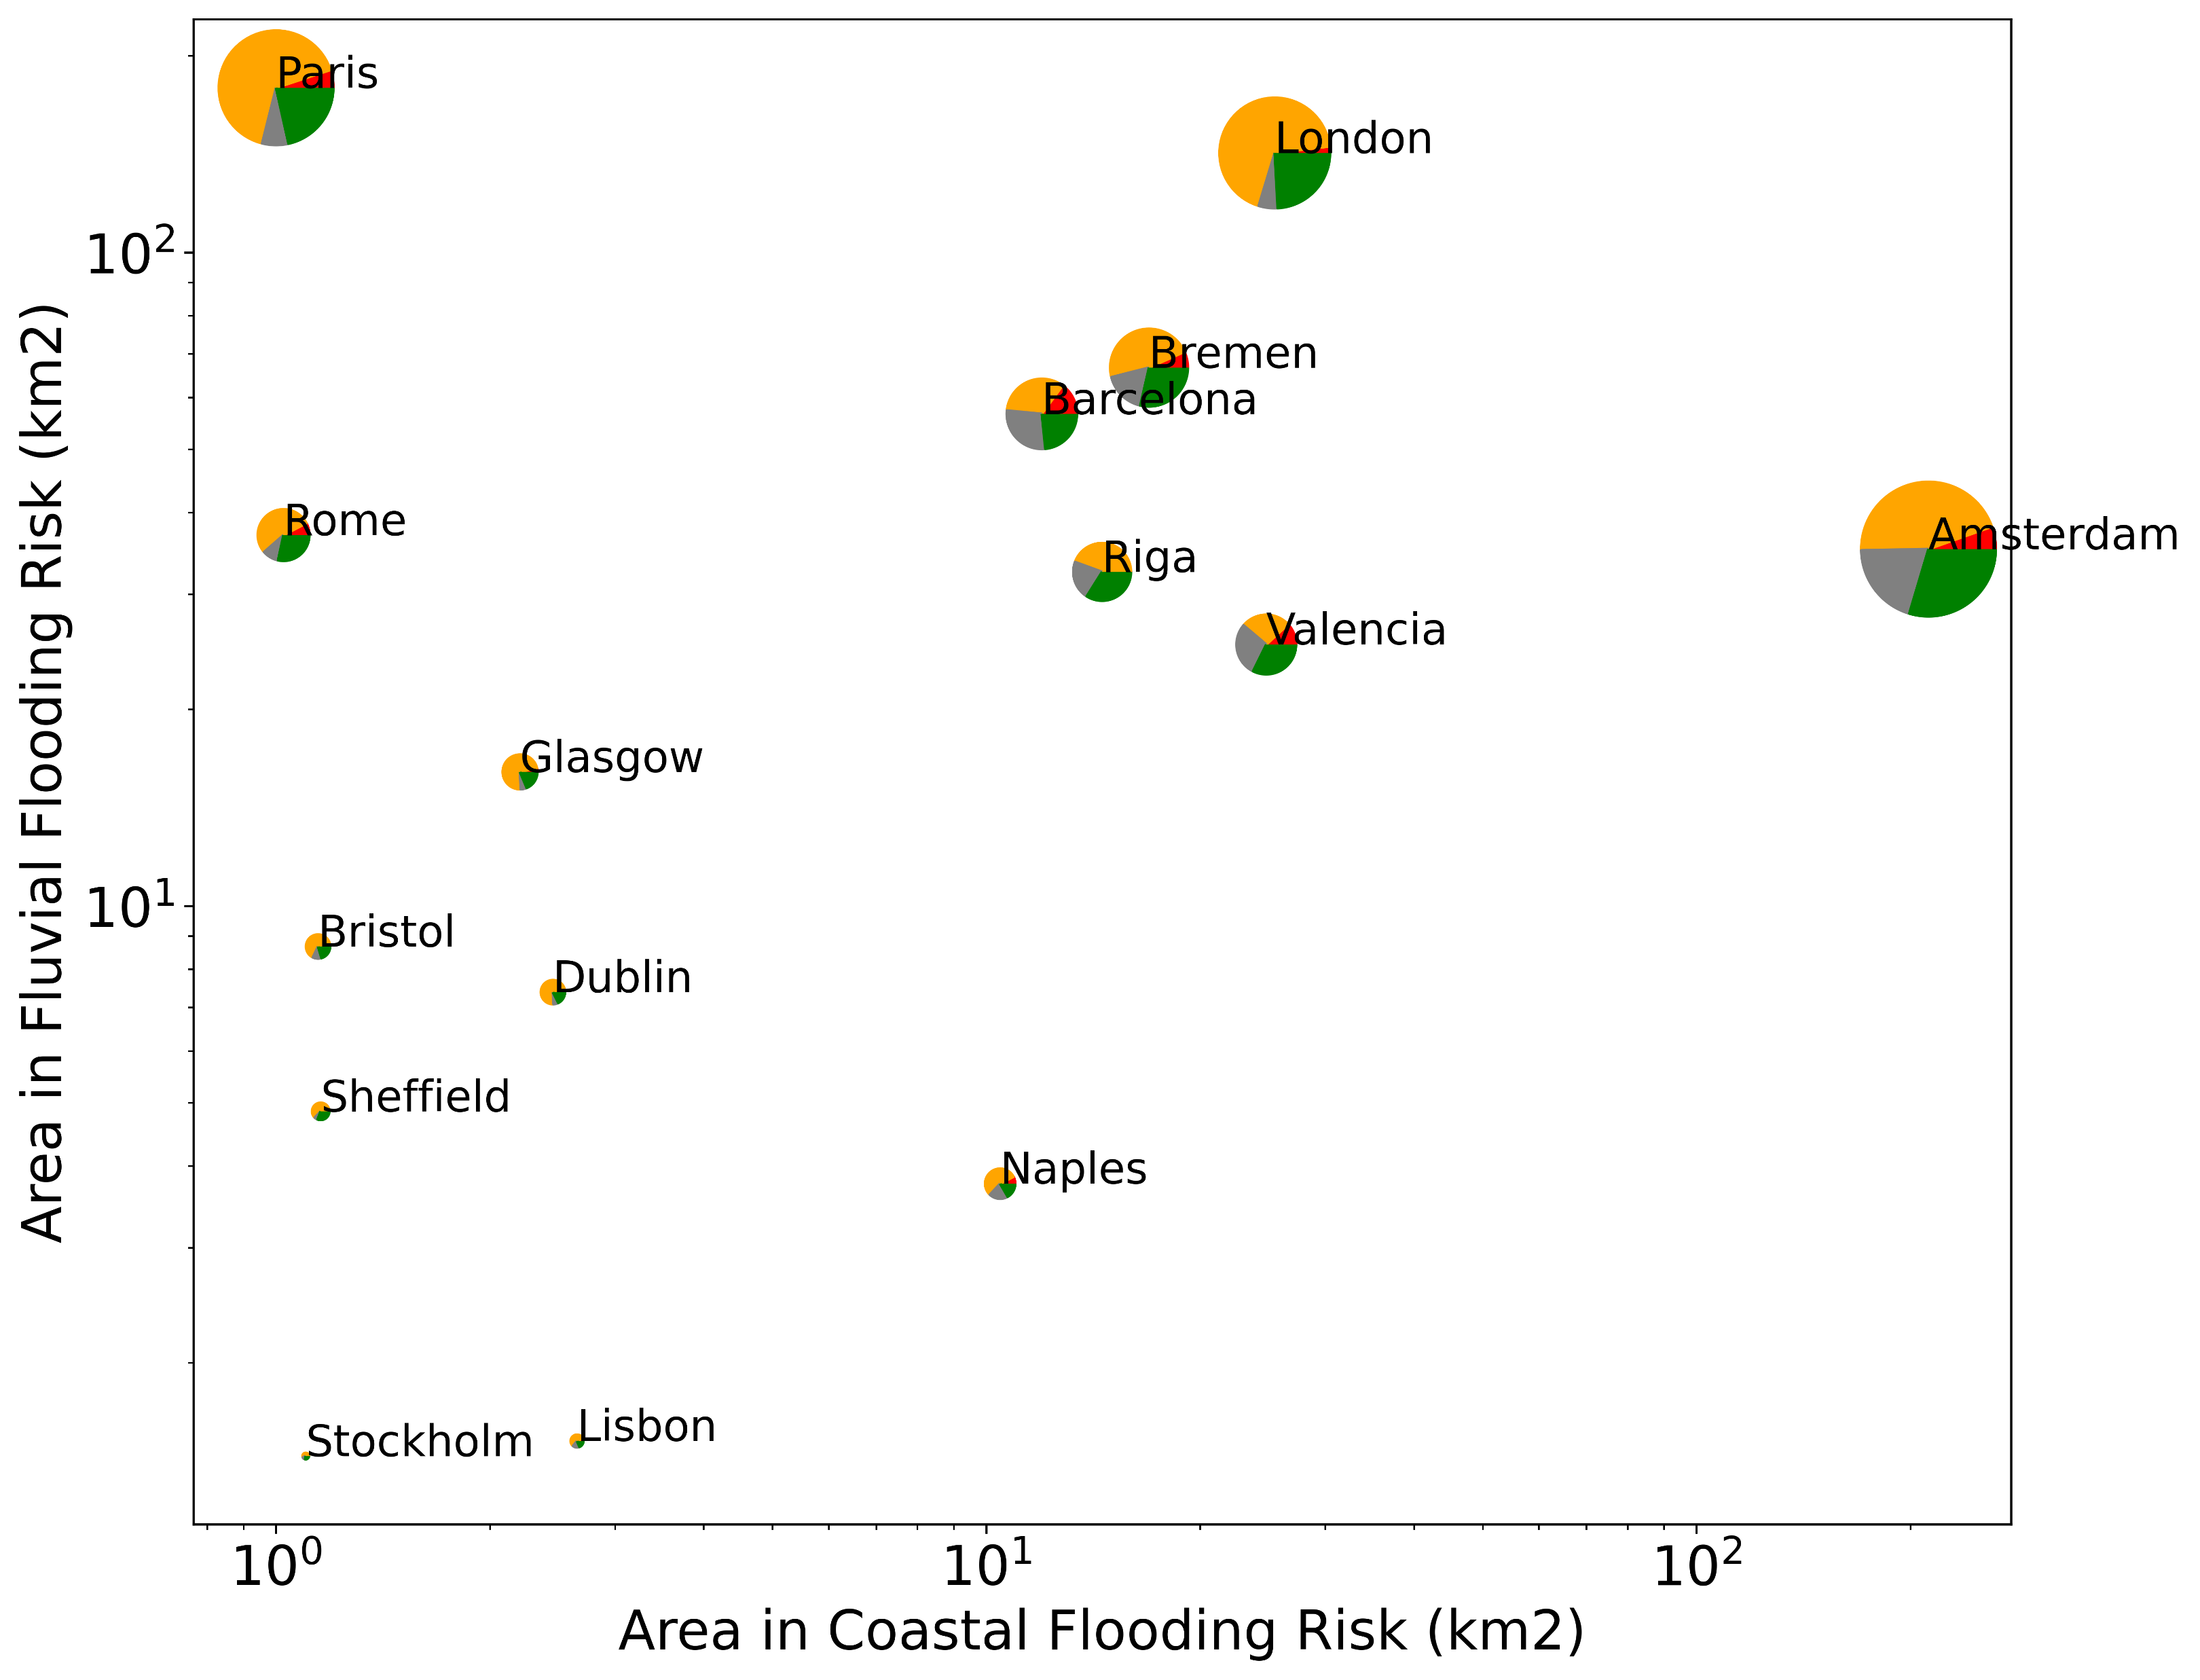 Paris
London
10²
Bremen
Barcelona
Rome
Amsterdam
Riga
Valencia
Glasgow
10¹
Bristol
Dublin
Sheffield
Naples
Lisbon
Stockholm
Area in Fluvial Flooding Risk (km2)
10⁰ 10¹ 10²
Area in Coastal Flooding Risk (km2)